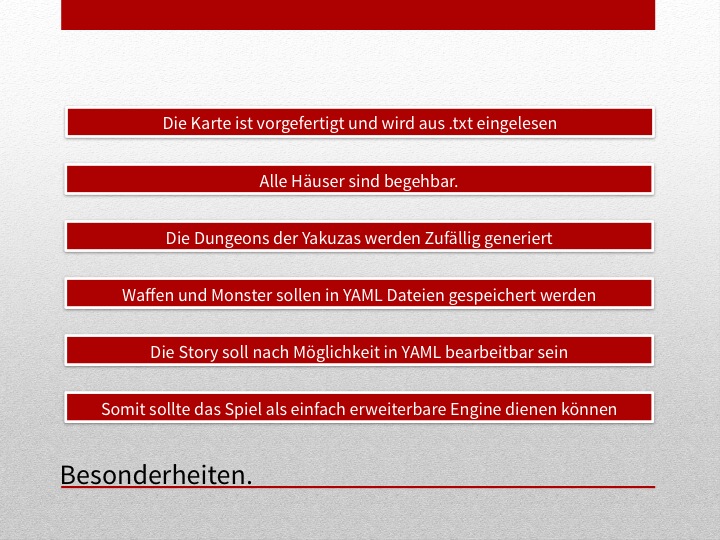 Die Karte ist vorgefertigt und wird aus .txt eingelesen
Alle Häuser sind begehbar.
Die Dungeons der Yakuzas werden Zufällig generiert
Waffen und Monster sollen in YAML Dateien gespeichert werden
Die Story soll nach Möglichkeit in YAML bearbeitbar sein
Somit sollte das Spiel als einfach erweiterbare Engine dienen können
Besonderheiten.